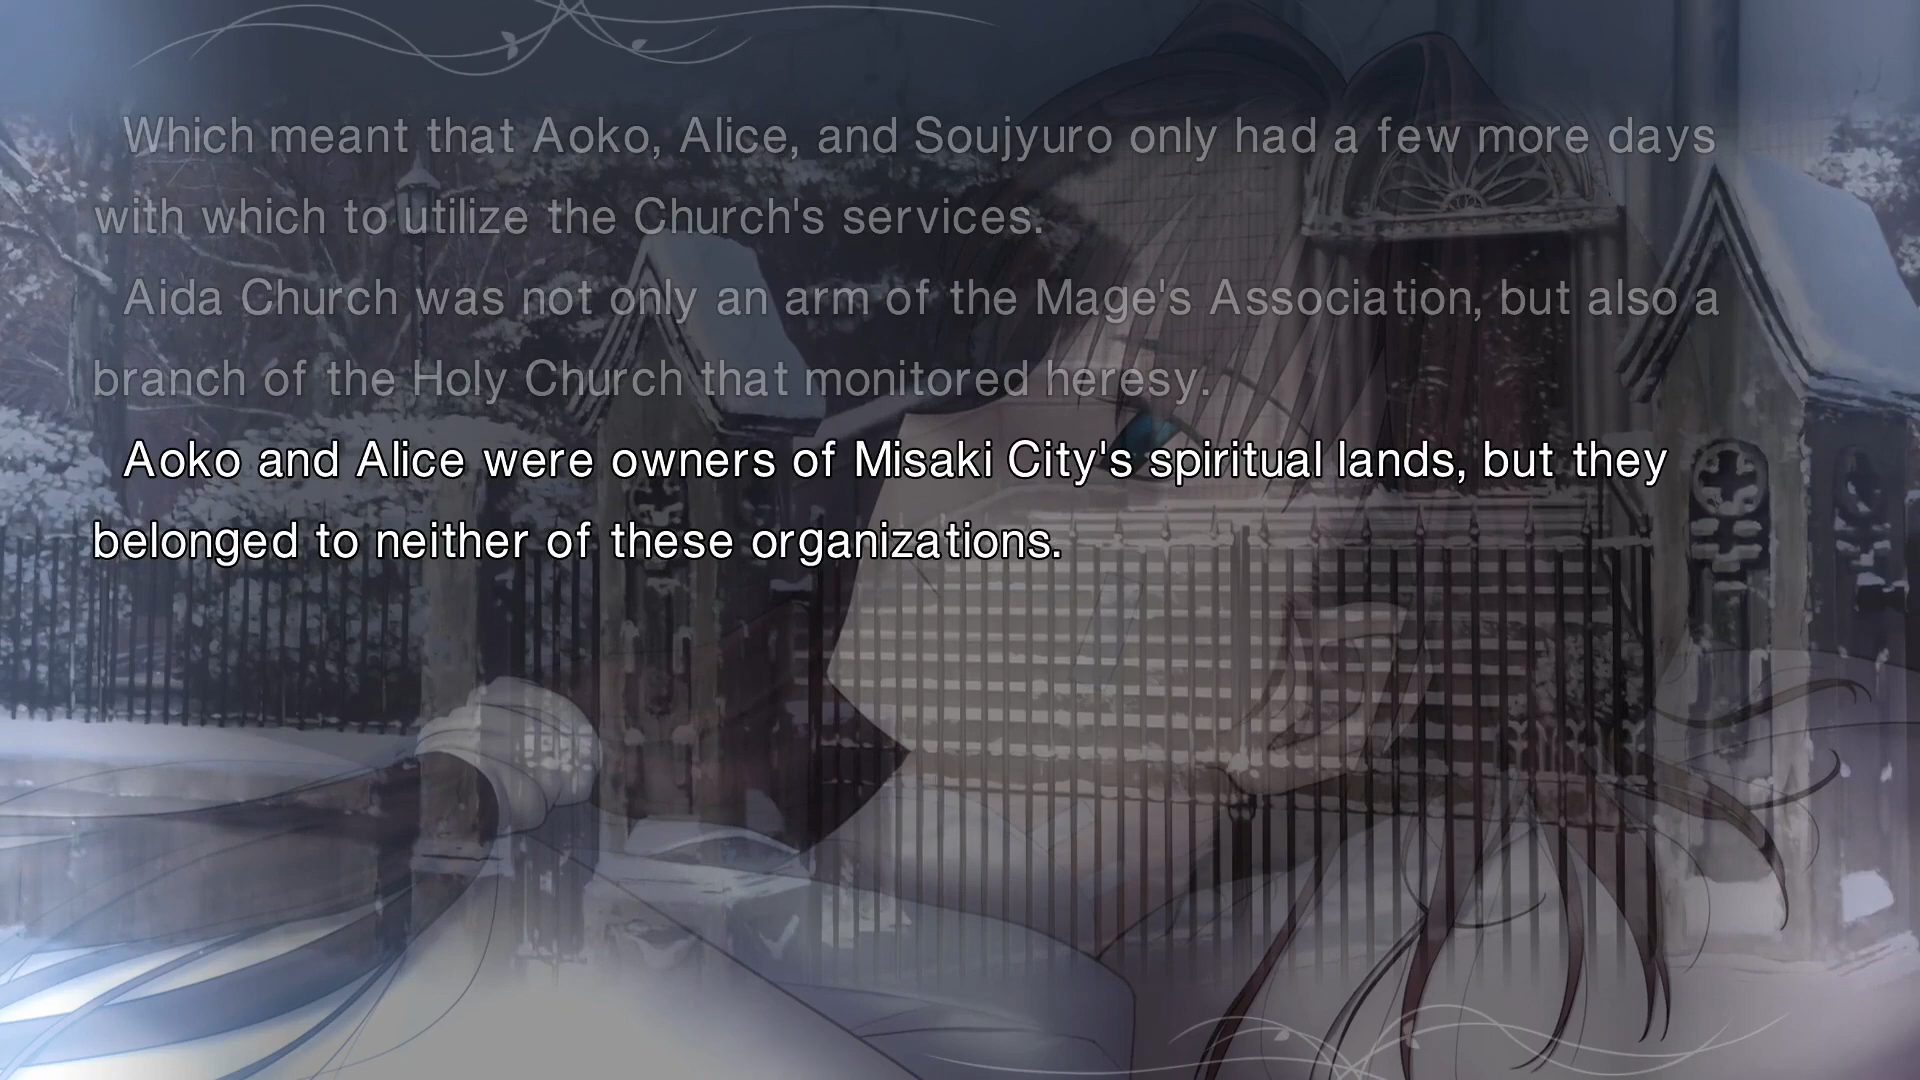 Which meant that Aoko, Alice, and Soujyuro only had a few more days
with which to utilize the Church's services.
Aida Church was not only an arm of the Mage's Association, but also a
branch of the Holy Church that monitored heresy.
Aoko and Alice were owners of Misaki City's spiritual lands, but they
belonged to neither of these organizations.